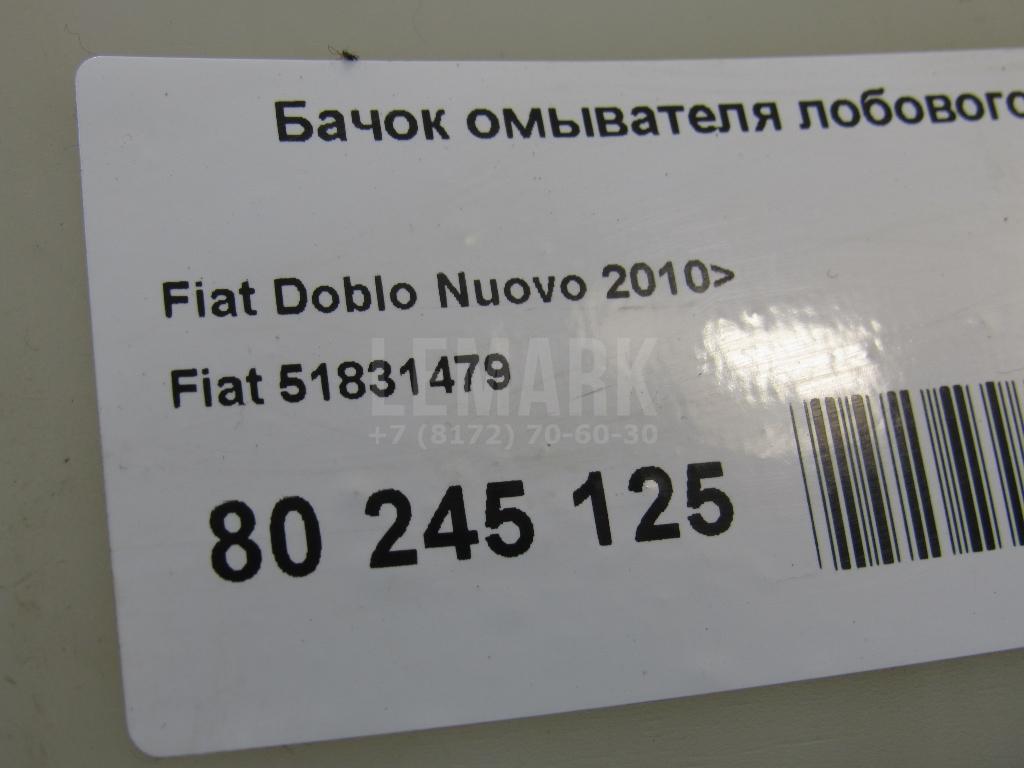 Бачок омывателя лобового
Fiat Doblo Nuovo 2010>
Fiat 51831479
LEMARK
+7 (8172) 70-60-30
80 245 125